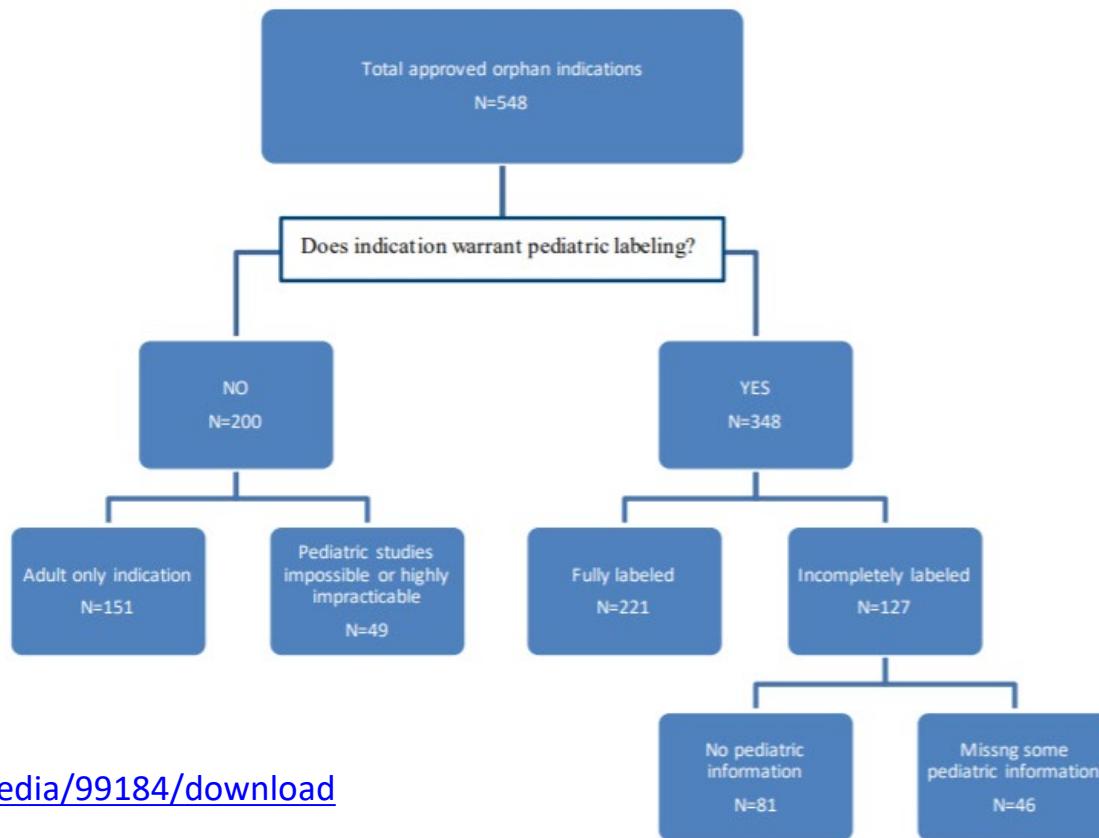 Total approved orphan indications
N=548
Does indication warrant pediatric labeling?
NO
N=200
YES
N=348
Adult only indication
N=151
Pediatric studies
impossible or highly
impracticable
N=49
Fully labeled
N=221
Incompletely labeled
N=127
No pediatric
information
N=81
Missng some
pediatric information
N=46
edia/99184/download